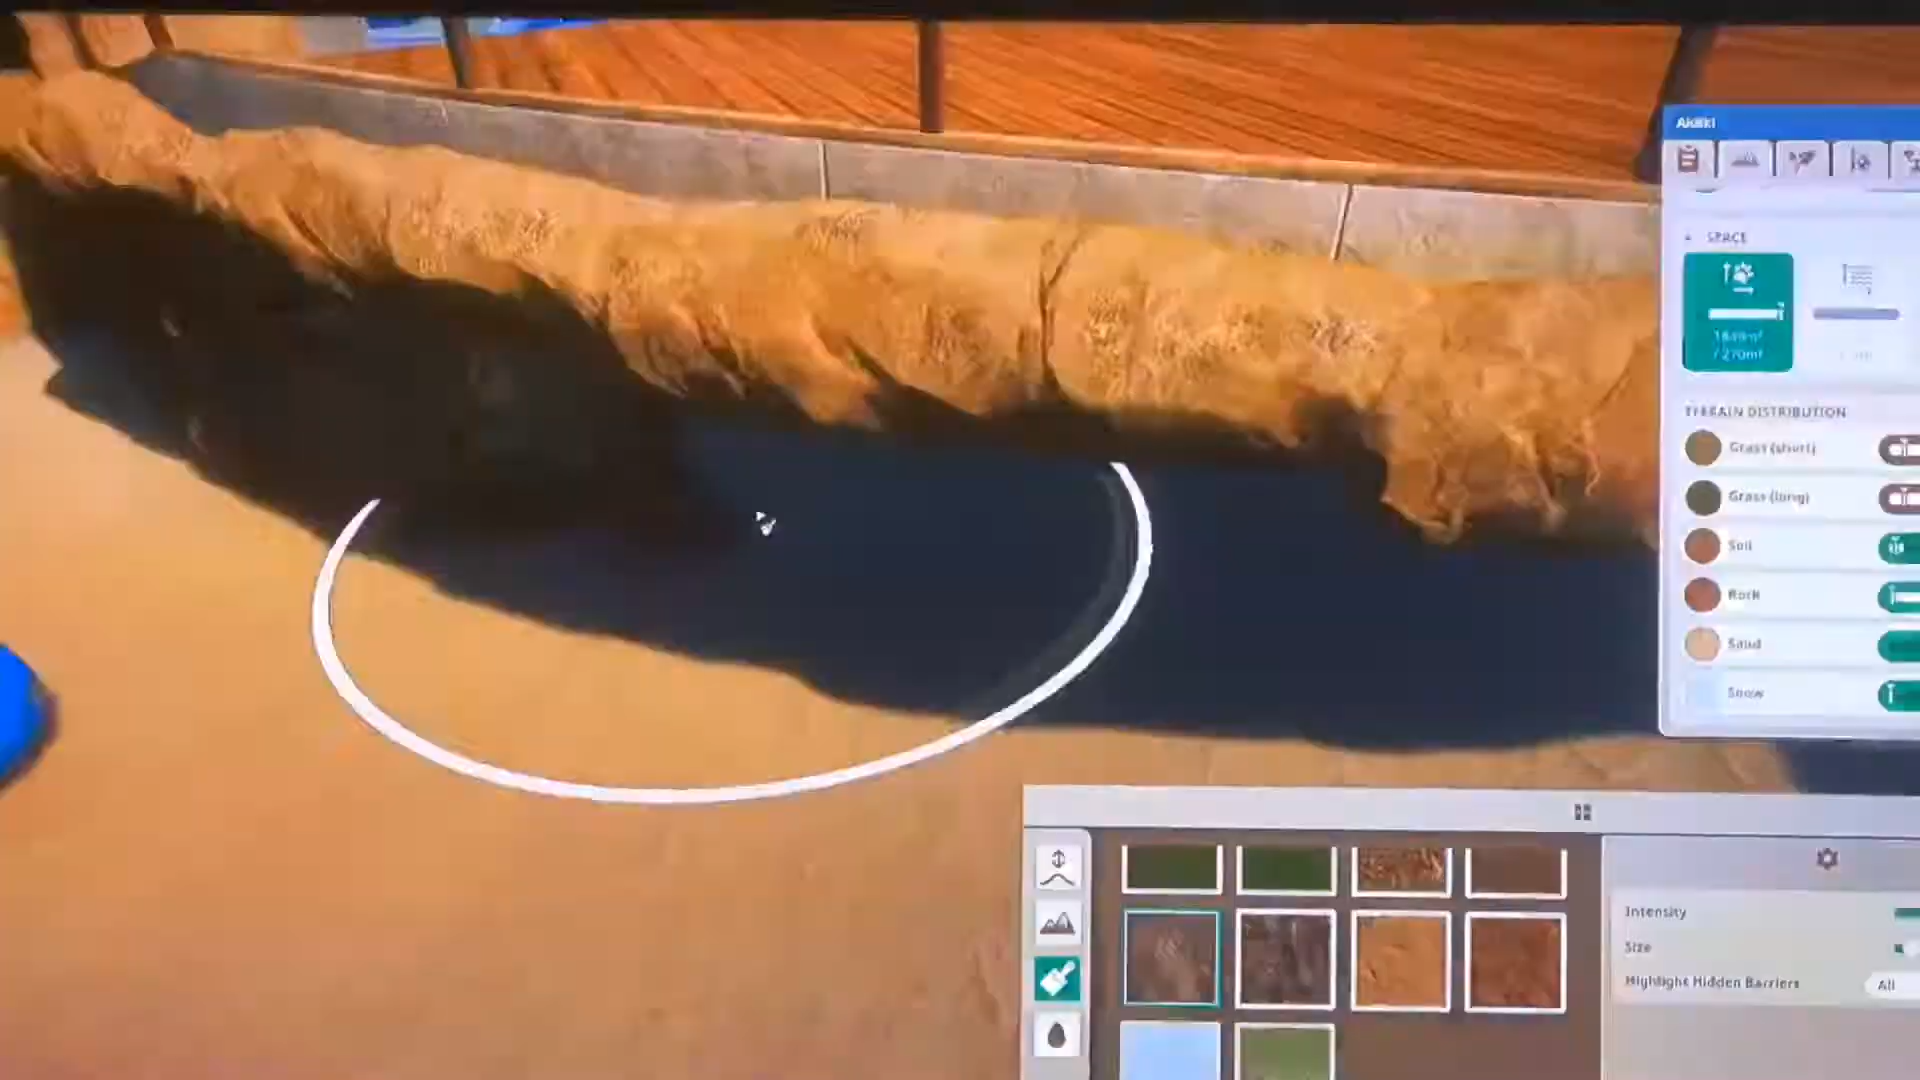 SPACE
TERRAIN DISTRIBUTION
Grass (short)
Grass (long)
Soil
Rock
Sand
Snow
Intensity
Size
Highlight Hidden Barriers
All